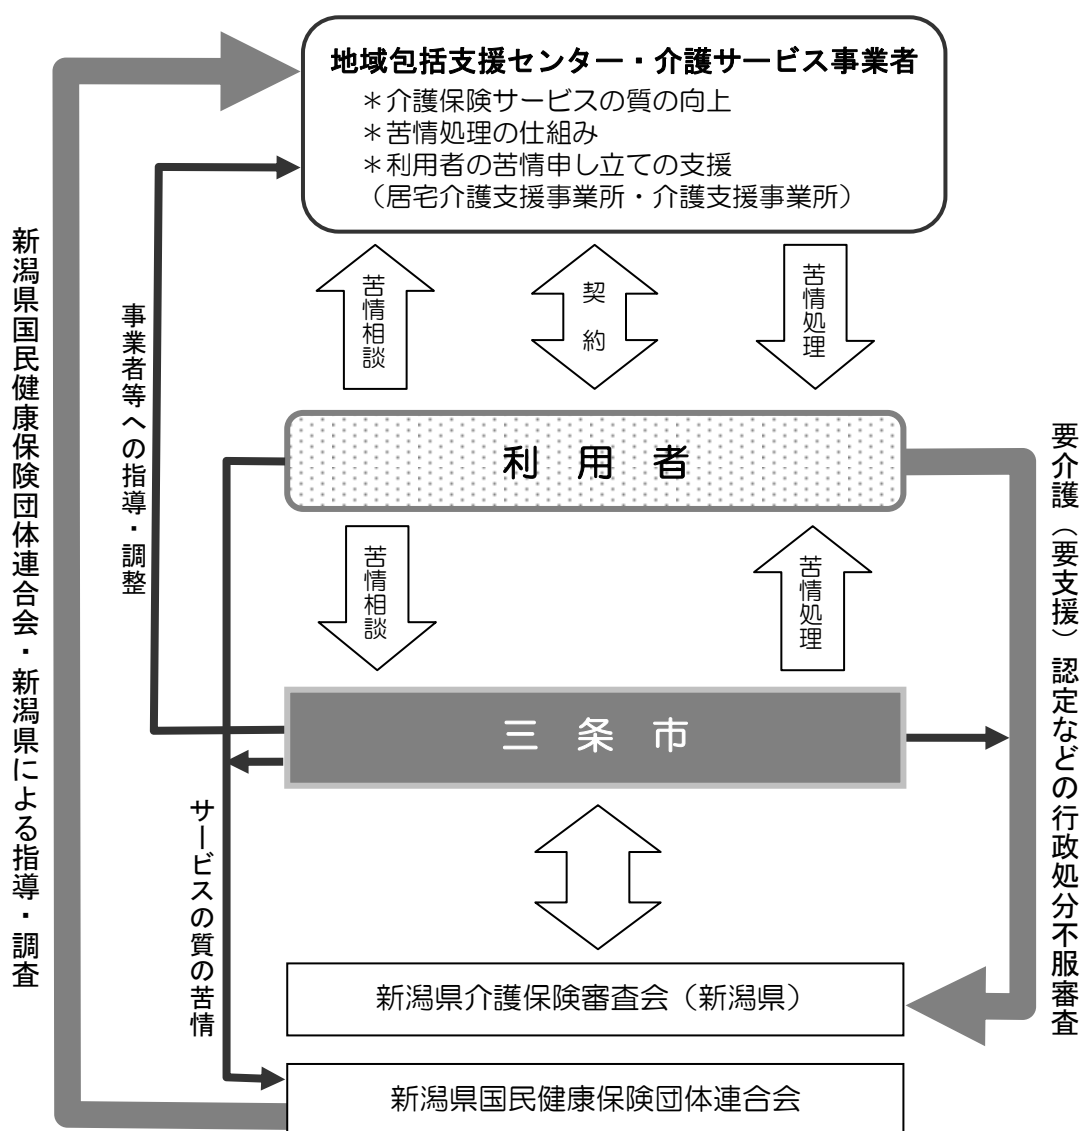 地域包括支援センター・介護サービス事業者
＊介護保険サービスの質の向上
＊苦情処理の仕組み
＊利用者の苦情申し立ての支援
（居宅介護支援事業所・介護支援事業所）
苦情相談
契約
苦情処理
新潟県国民健康保険団体連合会・新潟県による指導・調査
事業者等への指導・調整
利用者
要介護（要支援）認定などの行政処分不服審査
苦情相談
苦情処理
三条市
サービスの質の苦情
新潟県介護保険審査会（新潟県）
新潟県国民健康保険団体連合会